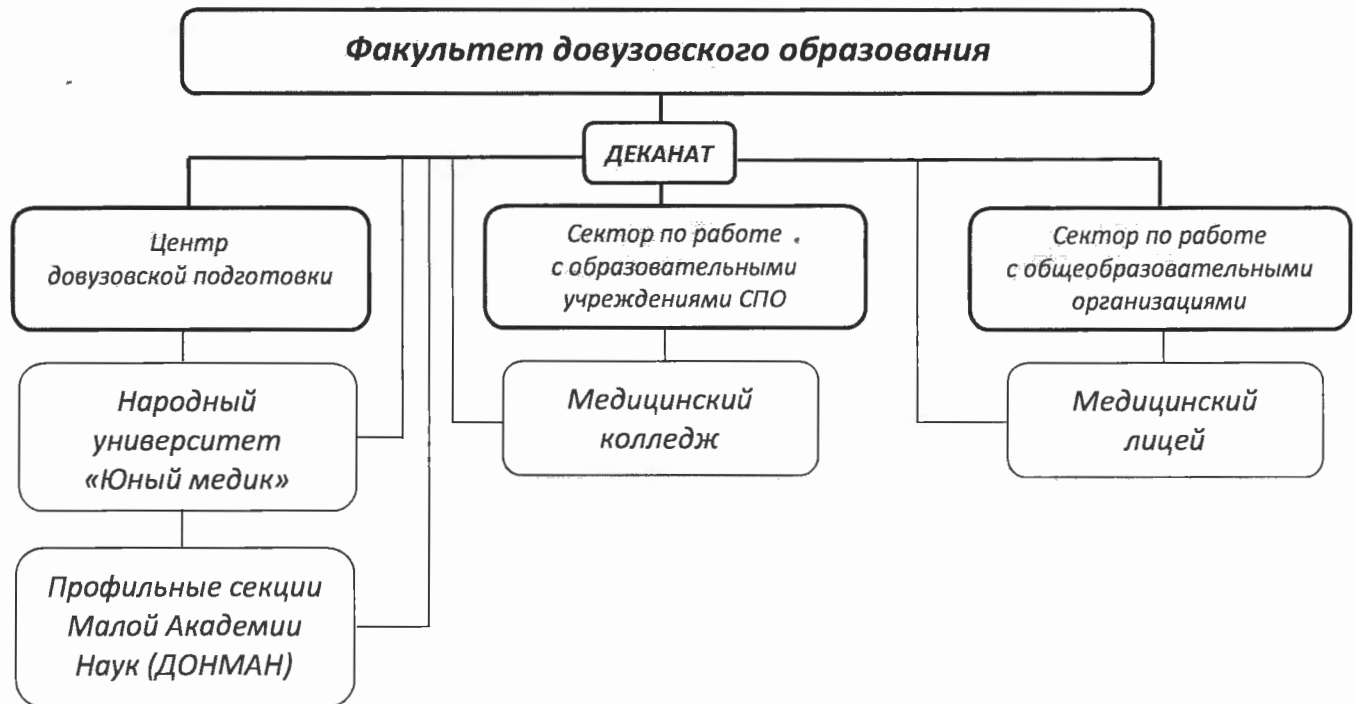 Факультет довузовского образования
ДЕКАНАТ
Центр
довузовской подготовки
Сектор по работе
с образовательными
учреждениями СПО
Сектор по работе
с общеобразовательными
организациями
Народный
университет
«Юный медик»
Медицинский
колледж
Медицинский
лицей
Профильные секции
Малой Академии
Наук (ДОНМАН)